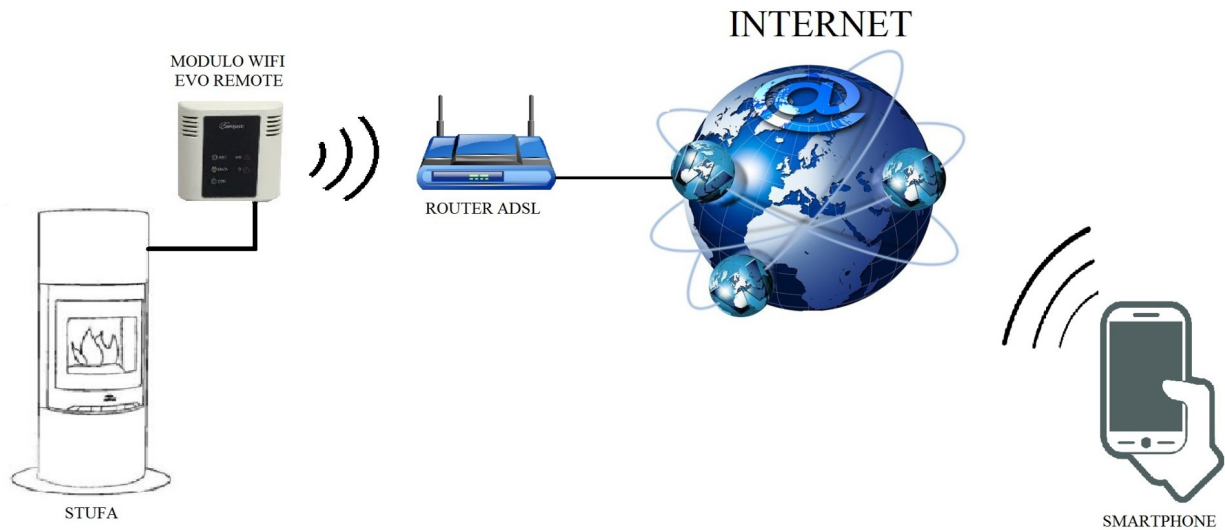 INTERNET
MODULO WIFI
EVO REMOTE
ROUTER ADSL
STUFA
SMARTPHONE